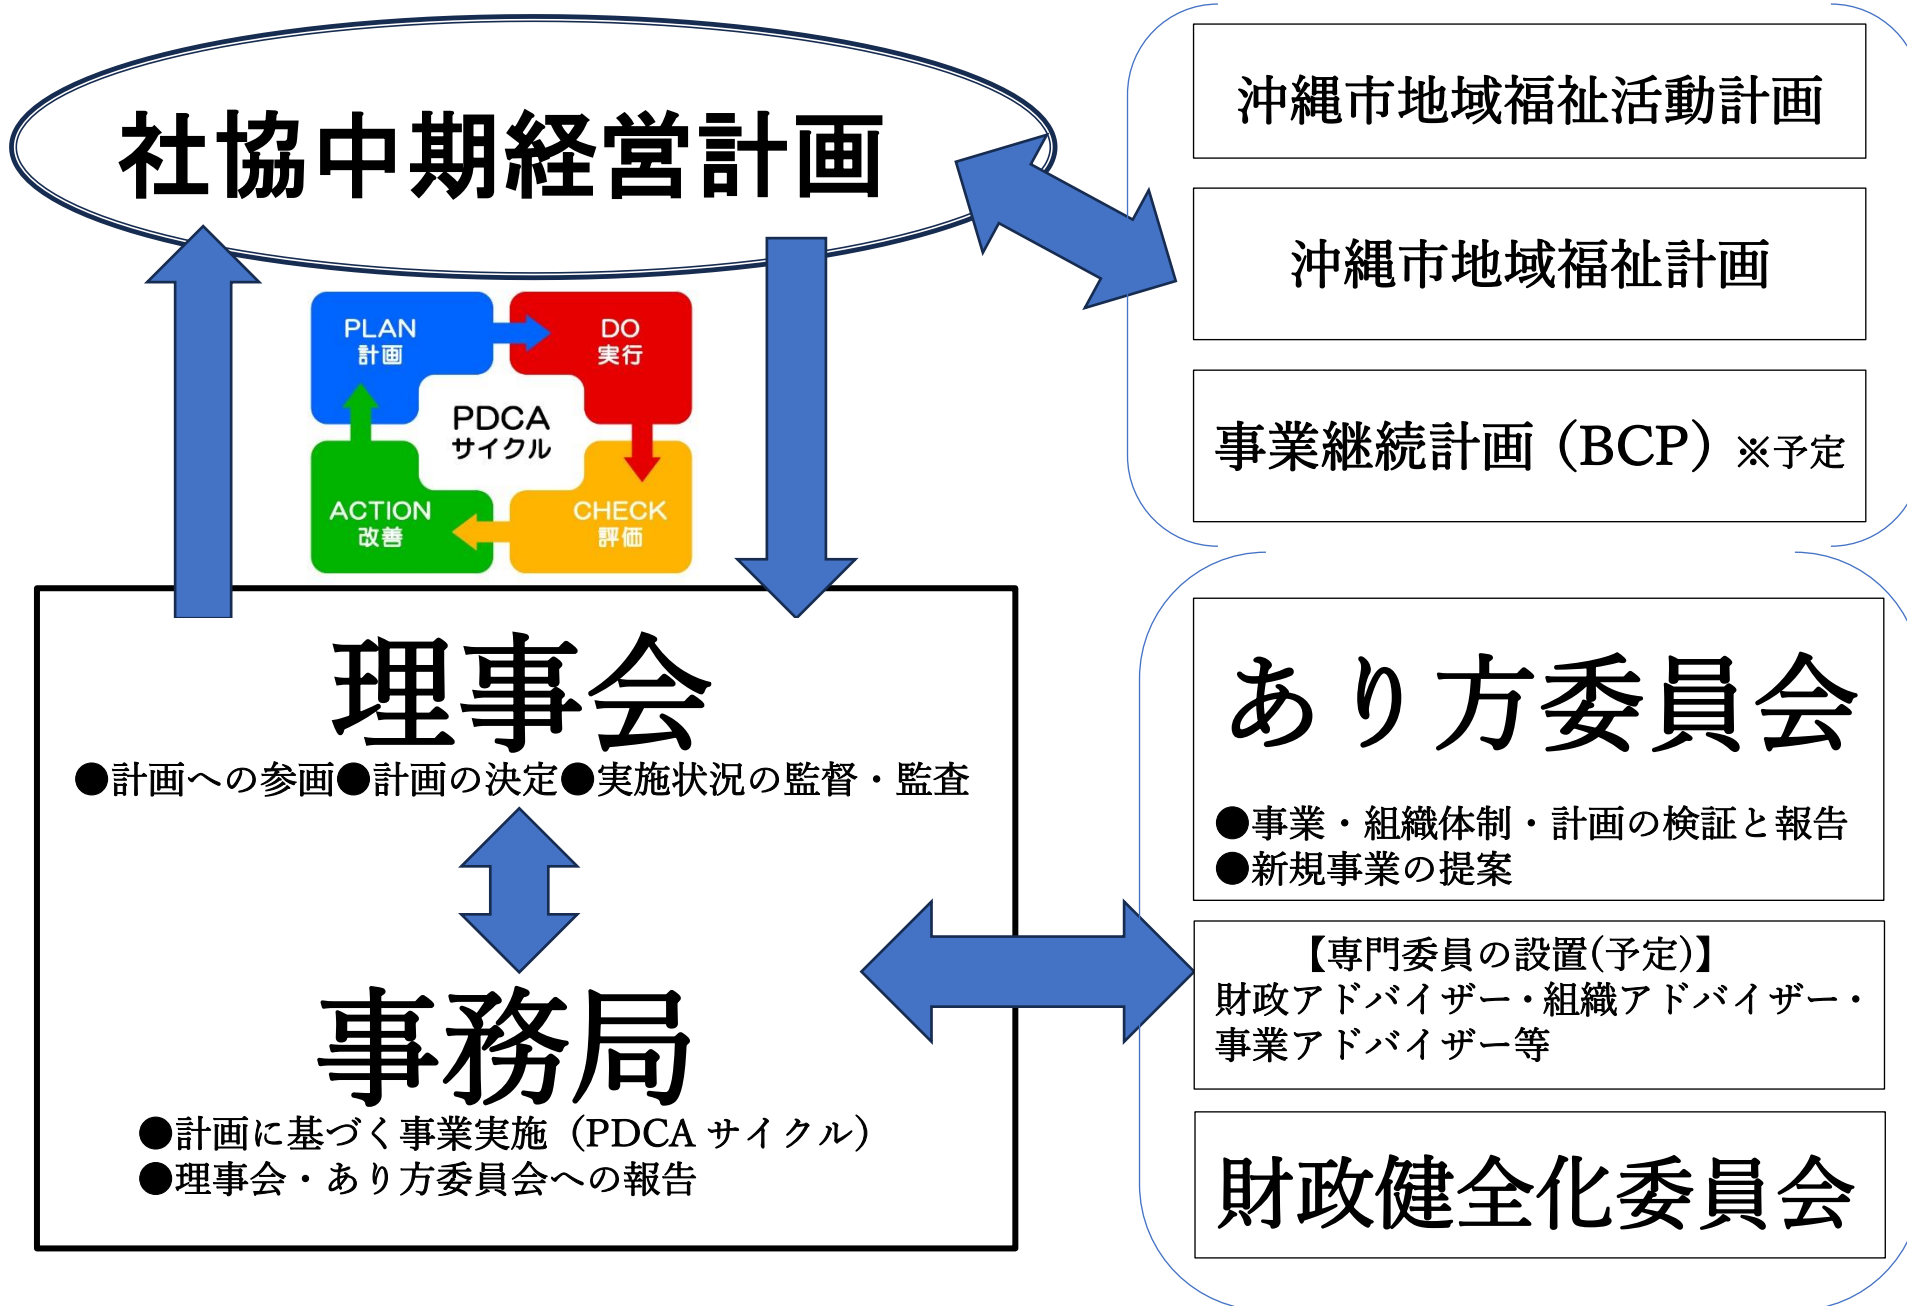 社協中期経営計画
PLAN
計画
DO
実行
PDCA
サイクル
ACTION
改善
CHECK
評価
沖縄市地域福祉活動計画
沖縄市地域福祉計画
事業継続計画（BCP）※予定
理事会
●計画への参画●計画の決定●実施状況の監督・監査
事務局
●計画に基づく事業実施（PDCA サイクル）
●理事会・あり方委員会への報告
あり方委員会
●事業・組織体制・計画の検証と報告
●新規事業の提案
【専門委員の設置(予定)】
財政アドバイザー・組織アドバイザー・
事業アドバイザー等
財政健全化委員会